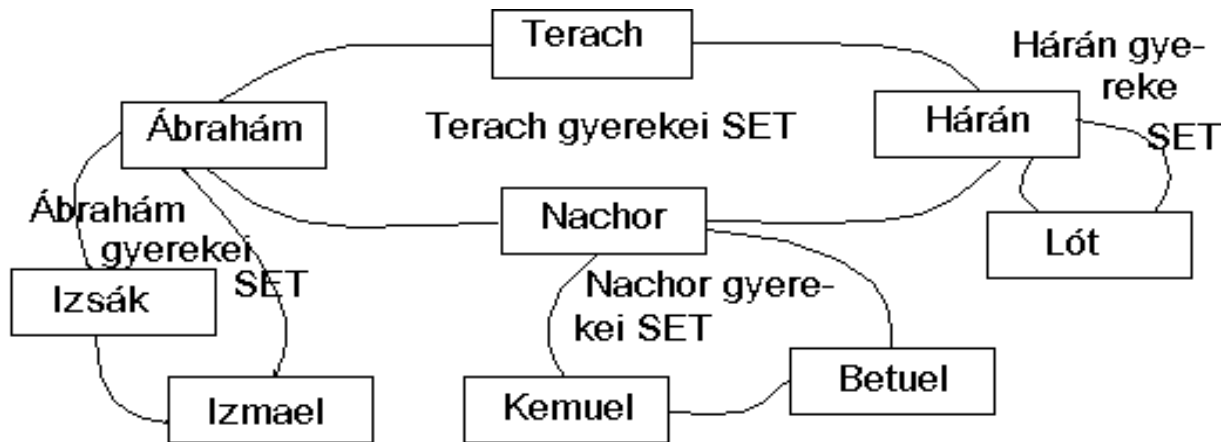 Terach
Hárán gye-
reke
SET
Ábrahám
Terach gyerekei SET
Hárán
Ábrahám
gyerekei
SET
Nachor
Lót
Izsák
Nachor gyere-
kei SET
Izmael
Kemuel
Betuel